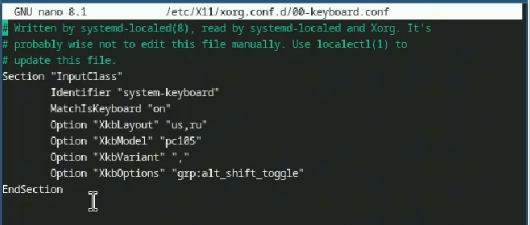 GNU nano 8.1 /etc/X11/xorg.conf.d/00-keyboard.conf
# Written by systemd-localed(8), read by systemd-localed and Xorg. It's
# probably wise not to edit this file manually. Use localectl(1) to
# update this file.
Section "InputClass"
Identifier "system-keyboard"
MatchIsKeyboard "on"
Option "XkbLayout" "us,ru"
Option "XkbModel" "pc105"
Option "XkbVariant" ","
Option "XkbOptions" "grp:alt_shift_toggle"
EndSection